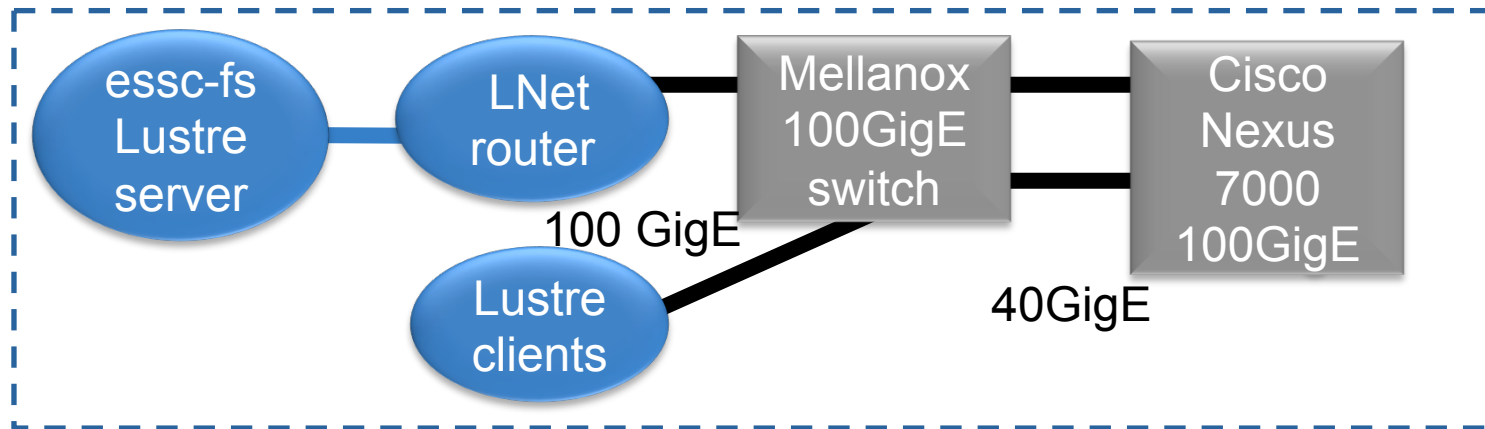 essc-fs
Lustre
server
LNet
router
Mellanox
100GigE
switch
Cisco
Nexus
7000
100GigE
100 GigE
Lustre
clients
40GigE